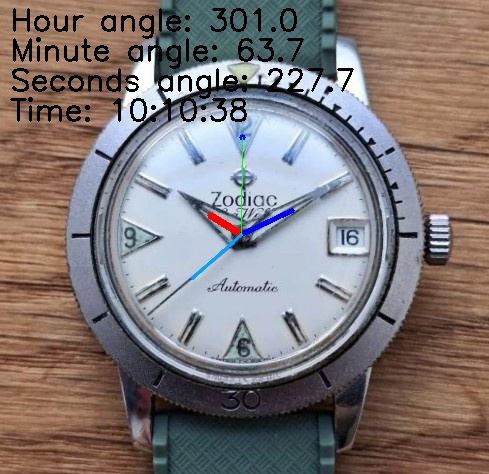 Hour angle: 301.0
Minute angle: 63.7
Seconds angle: 227.7
Time: 10:10:38
12
Zodiac
9
16
Automatic
6
30